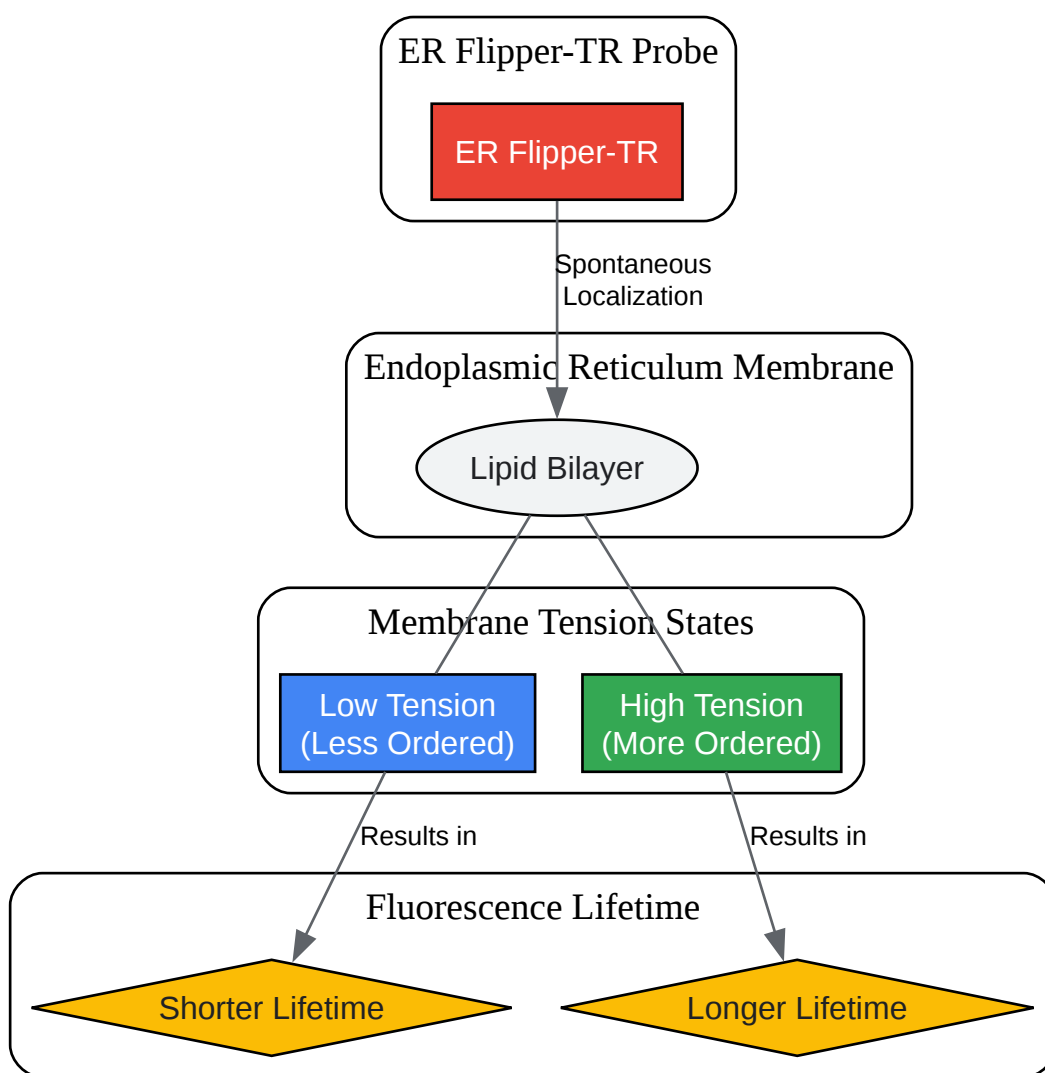 ER Flipper-TR Probe
ER Flipper-TR
Spontaneous
Localization
Endoplasmic Reticulum Membrane
Lipid Bilayer
Membrane Tension States
Low Tension
(Less Ordered)
High Tension
(More Ordered)
Results in
Results in
Fluorescence Lifetime
Shorter Lifetime
Longer Lifetime